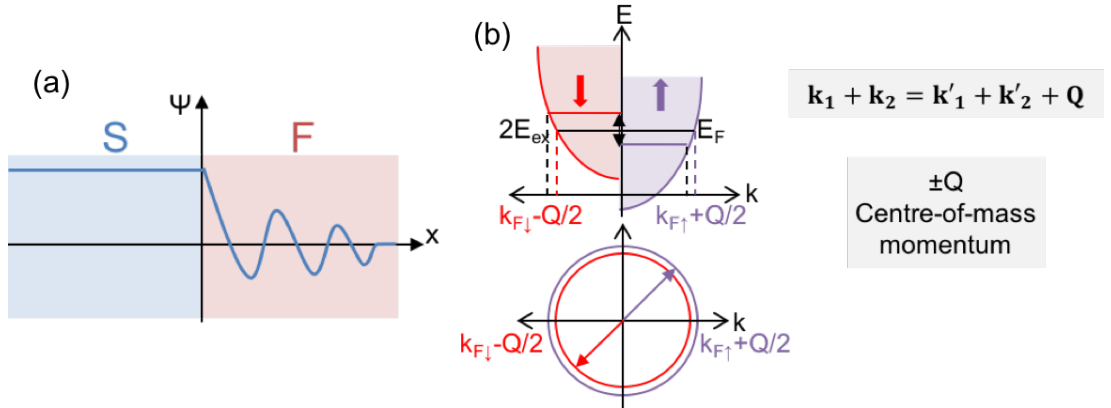 (a)
Ψ
S
F
x
(b)
E
2E_ex
E_F
k
k_F↓-Q/2
k_F↑+Q/2
k
k_F↓-Q/2
k_F↑+Q/2
k₁ + k₂ = k′₁ + k′₂ + Q
±Q
Centre-of-mass
momentum